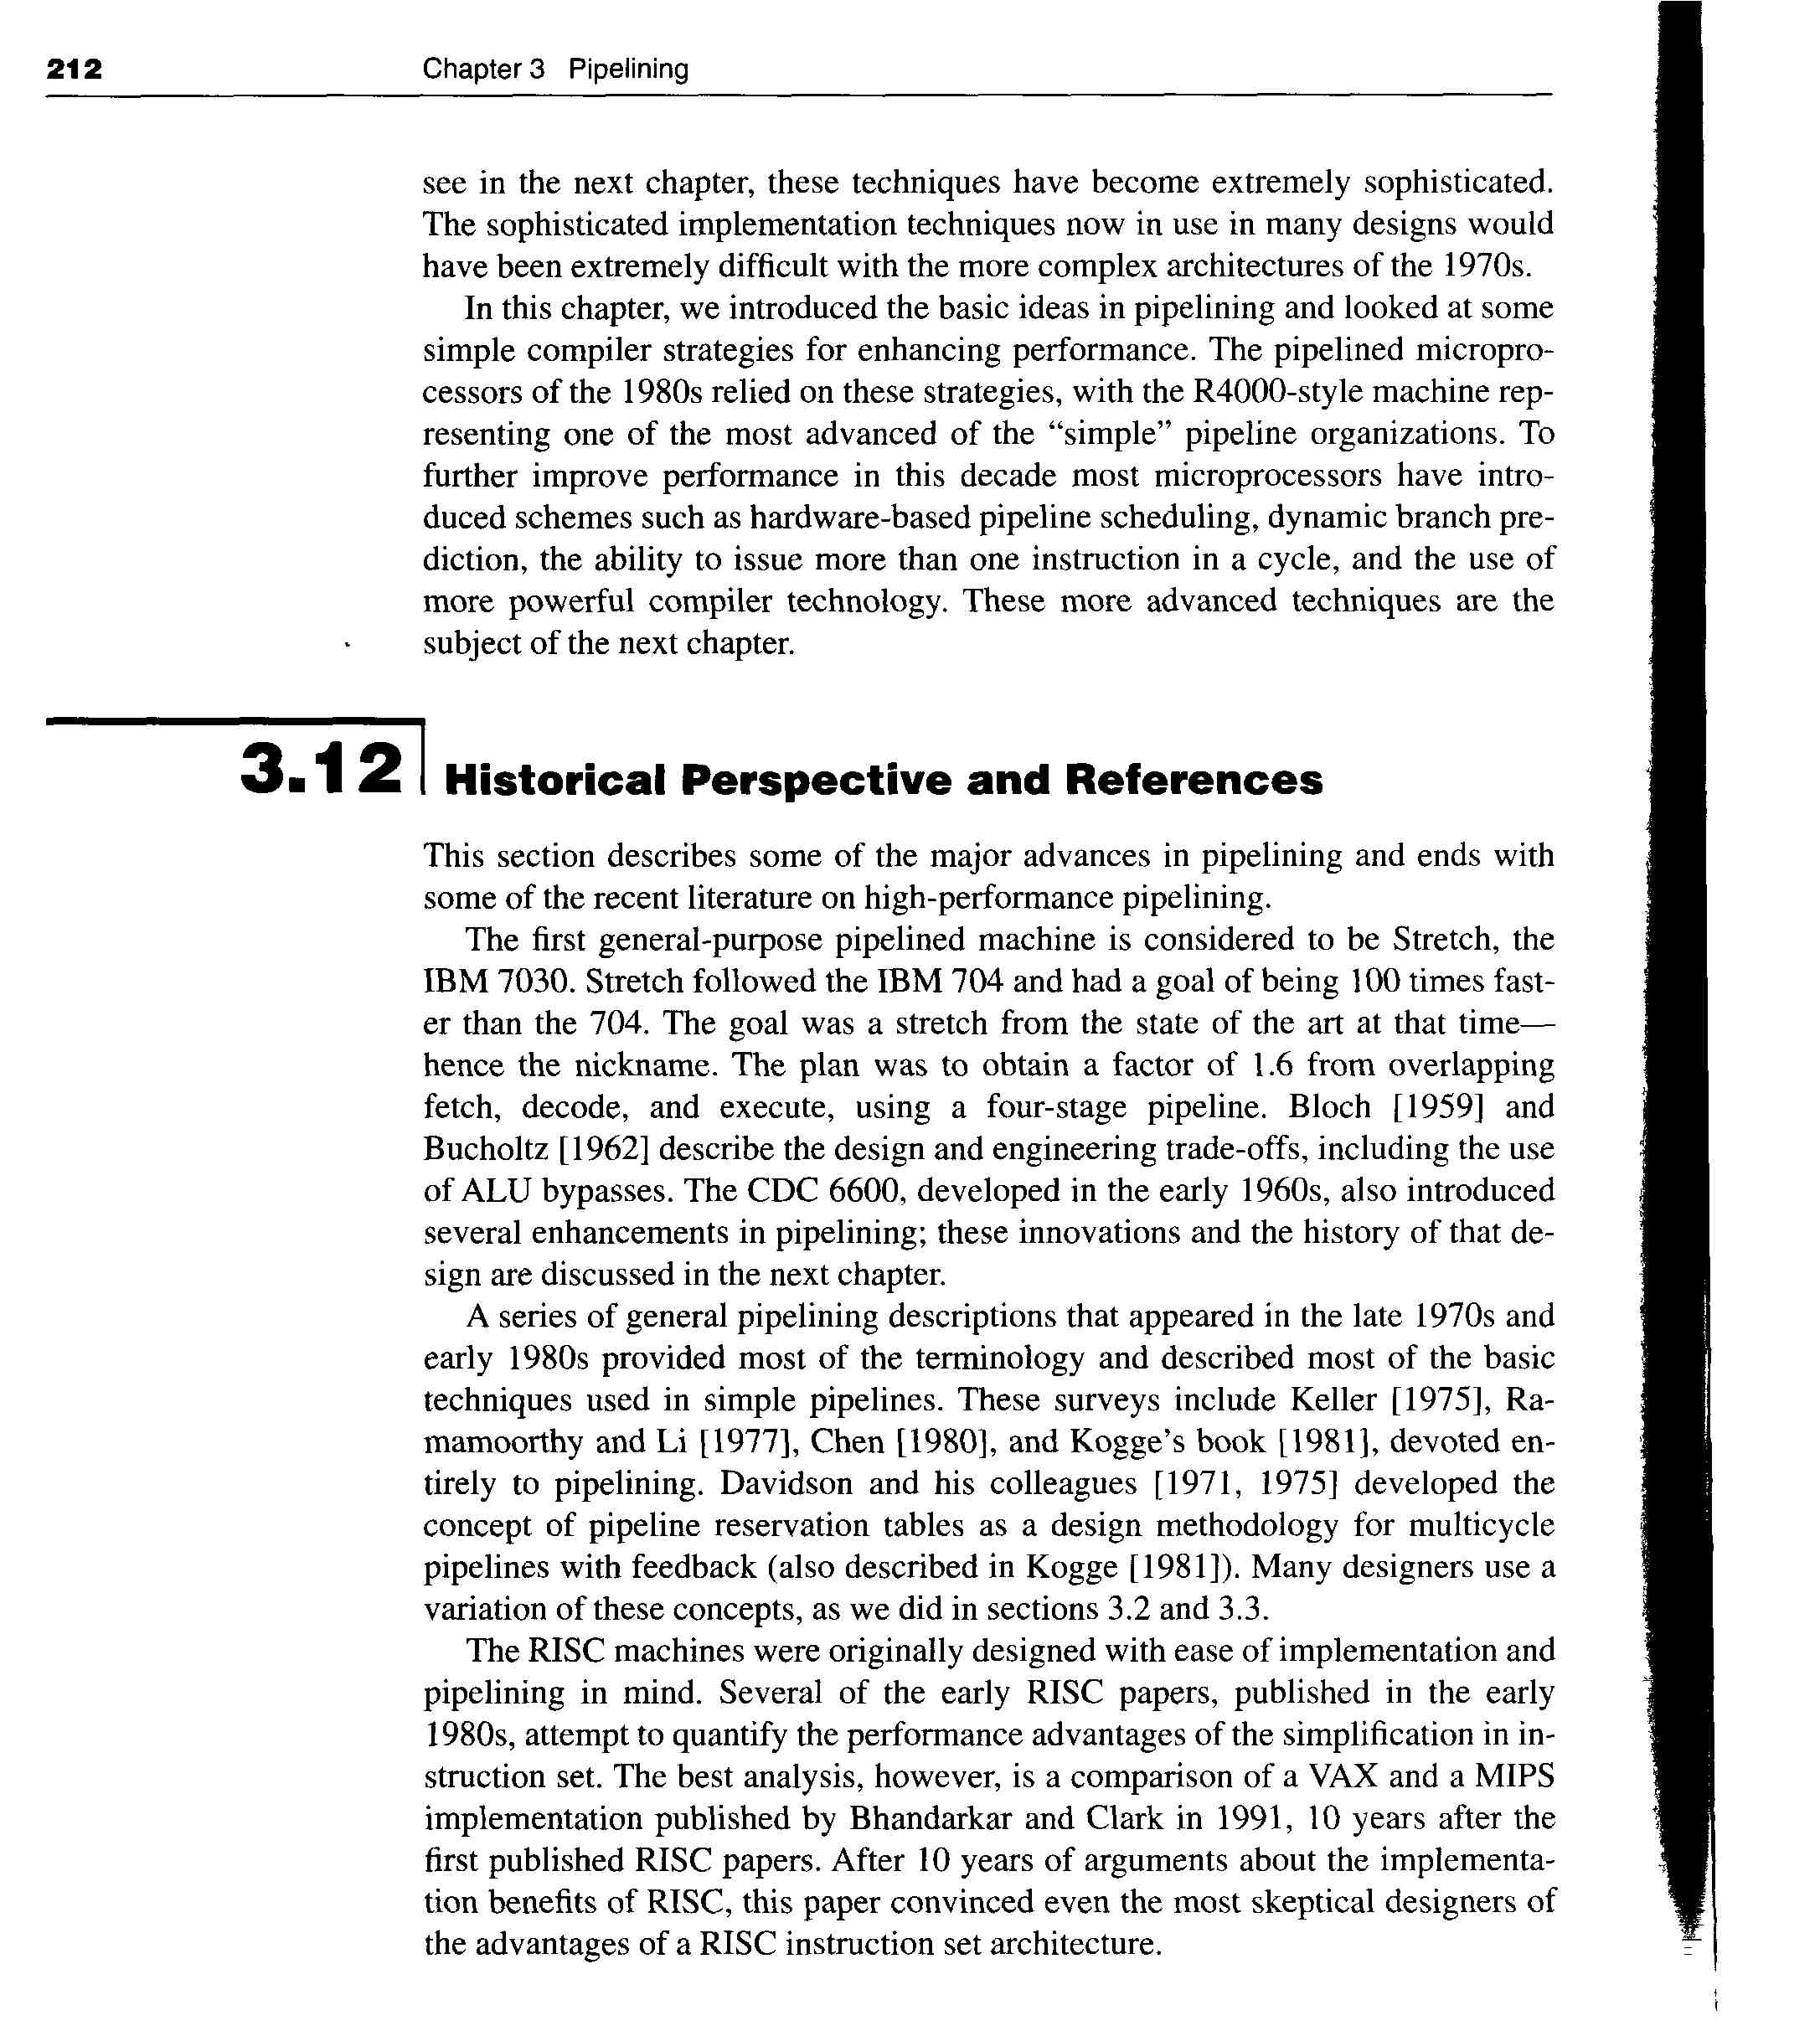 212
Chapter 3 Pipelining
see in the next chapter, these techniques have become extremely sophisticated.
The sophisticated implementation techniques now in use in many designs would
have been extremely difficult with the more complex architectures of the 1970s.
In this chapter, we introduced the basic ideas in pipelining and looked at some
simple compiler strategies for enhancing performance. The pipelined micropro-
cessors of the 1980s relied on these strategies, with the R4000-style machine rep-
resenting one of the most advanced of the “simple” pipeline organizations. To
further improve performance in this decade most microprocessors have intro-
duced schemes such as hardware-based pipeline scheduling, dynamic branch pre-
diction, the ability to issue more than one instruction in a cycle, and the use of
more powerful compiler technology. These more advanced techniques are the
subject of the next chapter.
3.12 Historical Perspective and References
This section describes some of the major advances in pipelining and ends with
some of the recent literature on high-performance pipelining.
The first general-purpose pipelined machine is considered to be Stretch, the
IBM 7030. Stretch followed the IBM 704 and had a goal of being 100 times fast-
er than the 704. The goal was a stretch from the state of the art at that time—
hence the nickname. The plan was to obtain a factor of 1.6 from overlapping
fetch, decode, and execute, using a four-stage pipeline. Bloch [1959] and
Bucholtz [1962] describe the design and engineering trade-offs, including the use
of ALU bypasses. The CDC 6600, developed in the early 1960s, also introduced
several enhancements in pipelining; these innovations and the history of that de-
sign are discussed in the next chapter.
A series of general pipelining descriptions that appeared in the late 1970s and
early 1980s provided most of the terminology and described most of the basic
techniques used in simple pipelines. These surveys include Keller [1975], Ra-
mamoorthy and Li [1977], Chen [1980], and Kogge’s book [1981], devoted en-
tirely to pipelining. Davidson and his colleagues [1971, 1975] developed the
concept of pipeline reservation tables as a design methodology for multicycle
pipelines with feedback (also described in Kogge [1981]). Many designers use a
variation of these concepts, as we did in sections 3.2 and 3.3.
The RISC machines were originally designed with ease of implementation and
pipelining in mind. Several of the early RISC papers, published in the early
1980s, attempt to quantify the performance advantages of the simplification in in-
struction set. The best analysis, however, is a comparison of a VAX and a MIPS
implementation published by Bhandarkar and Clark in 1991, 10 years after the
first published RISC papers. After 10 years of arguments about the implementa-
tion benefits of RISC, this paper convinced even the most skeptical designers of
the advantages of a RISC instruction set architecture.